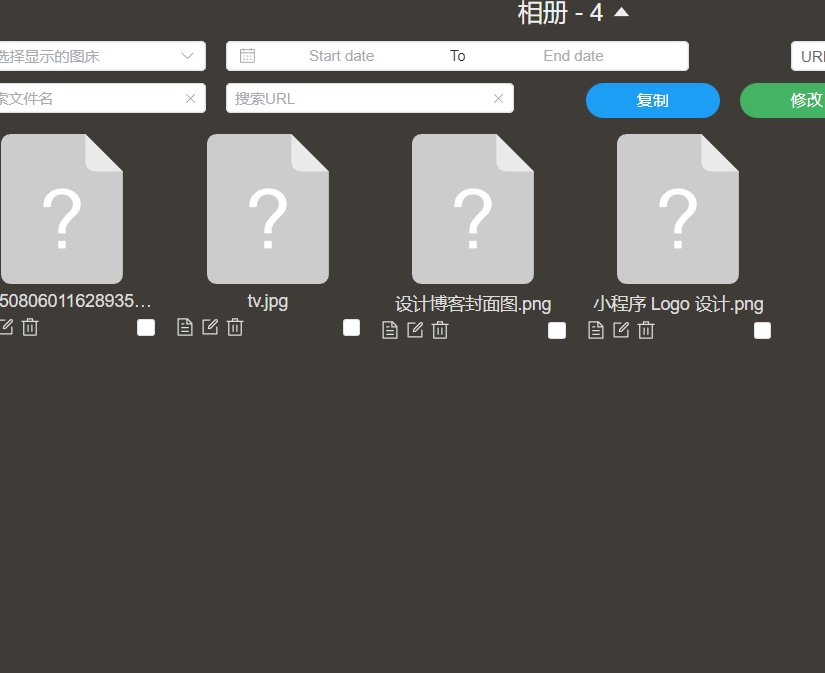 相册 - 4
选择显示的图床 Start date To End date URL
索文件名 搜索URL 复制 修改
50806011628935… tv.jpg 设计博客封面图.png 小程序 Logo 设计.png